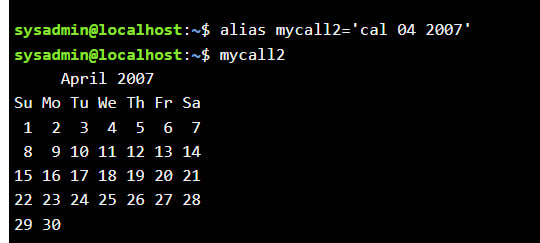 sysadmin@localhost:~$ alias mycall2='cal 04 2007'
sysadmin@localhost:~$ mycall2
     April 2007
Su Mo Tu We Th Fr Sa
 1  2  3  4  5  6  7
 8  9 10 11 12 13 14
15 16 17 18 19 20 21
22 23 24 25 26 27 28
29 30